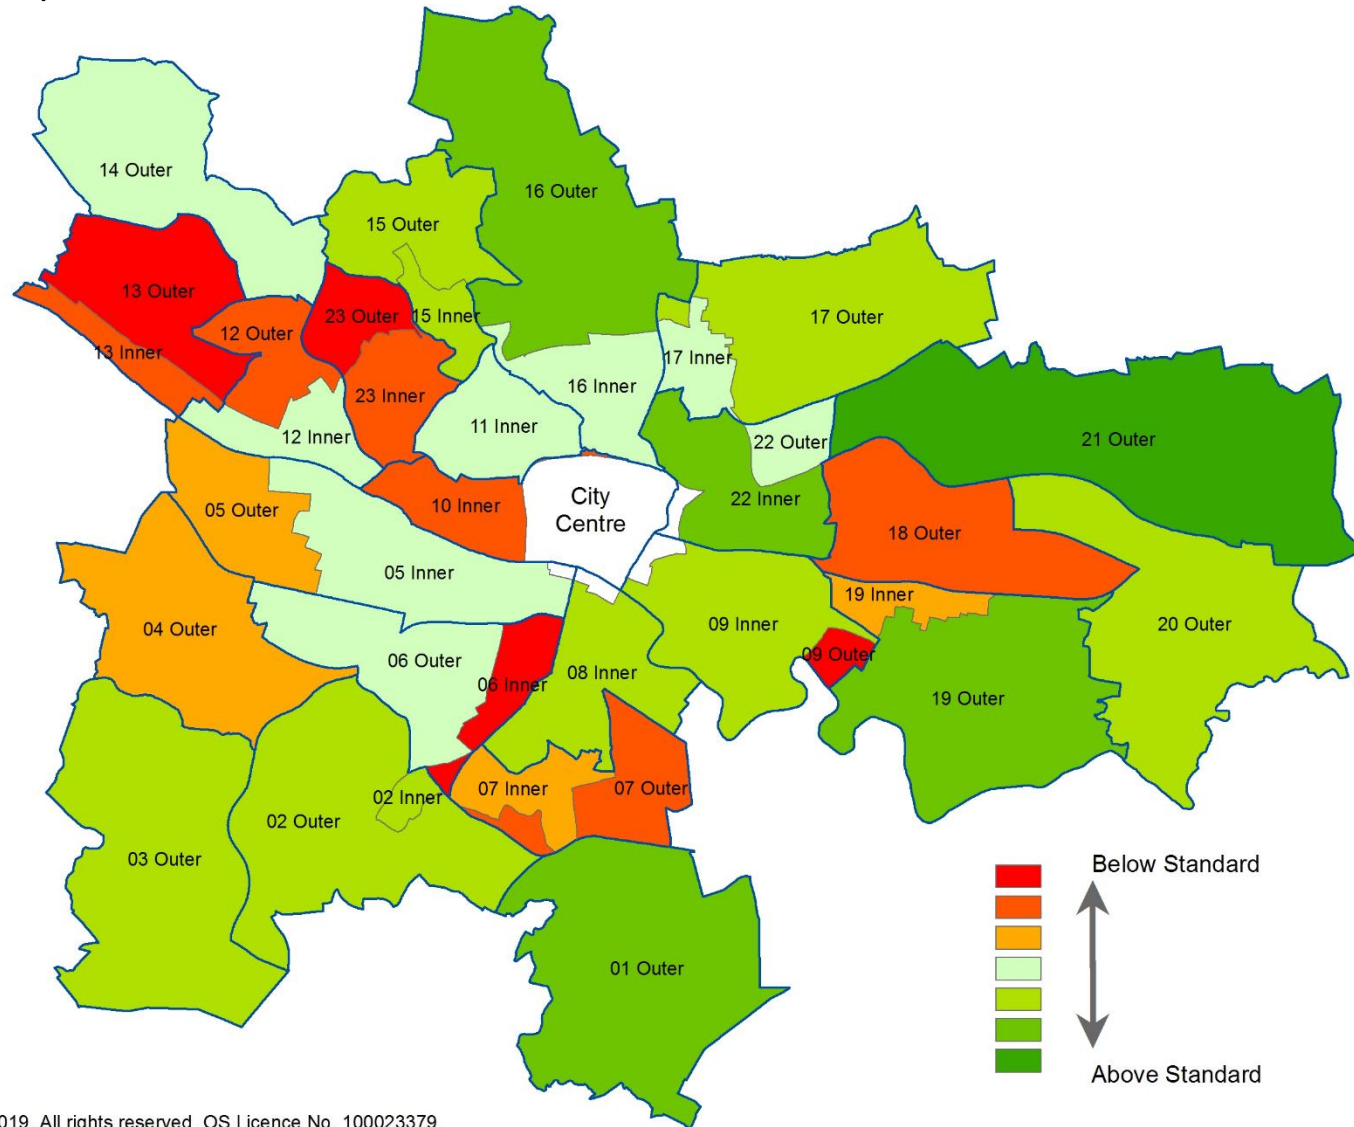 14 Outer
16 Outer
15 Outer
13 Outer
23 Outer
15 Inner
17 Outer
12 Outer
13 Inner
17 Inner
16 Inner
23 Inner
11 Inner
12 Inner
22 Outer
21 Outer
05 Outer
10 Inner
City
Centre
22 Inner
18 Outer
05 Inner
19 Inner
04 Outer
09 Inner
20 Outer
06 Outer
09 Outer
08 Inner
06 Inner
19 Outer
02 Inner
07 Inner
07 Outer
02 Outer
03 Outer
01 Outer
Below Standard
Above Standard
019. All rights reserved. OS Licence No. 100023379